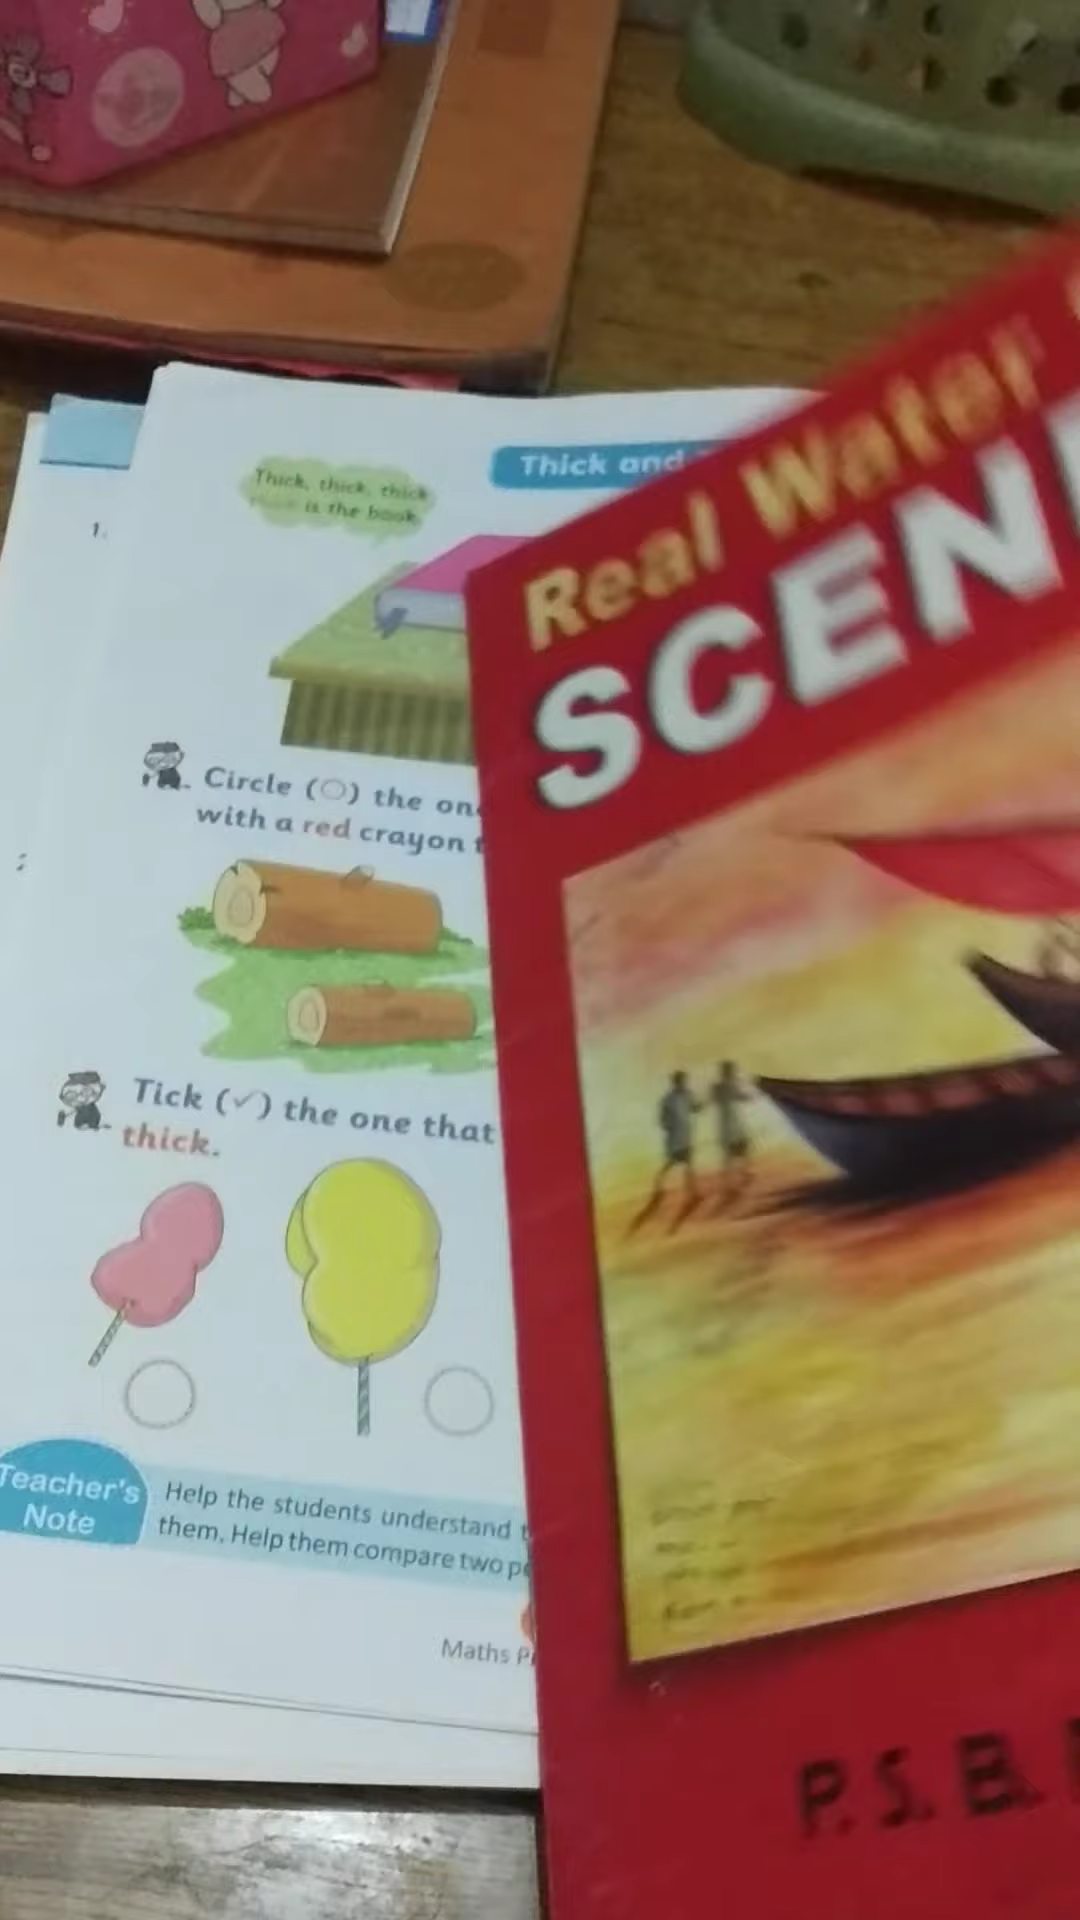 Thick and
Thick, thick, thick
is the book
1.
Circle (○) the one
with a red crayon
Tick (✓) the one that
thick.
Teacher's
Note
Help the students understand
them. Help them compare two
Maths
Real Water
SCEN
P. S. B.